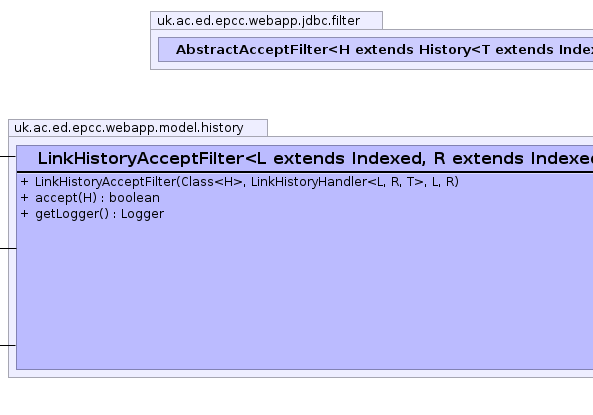 uk.ac.ed.epcc.webapp.jdbc.filter
AbstractAcceptFilter<H extends History<T extends Inde
uk.ac.ed.epcc.webapp.model.history
LinkHistoryAcceptFilter<L extends Indexed, R extends Indexed
+ LinkHistoryAcceptFilter(Class<H>, LinkHistoryHandler<L, R, T>, L, R)
+ accept(H) : boolean
+ getLogger() : Logger